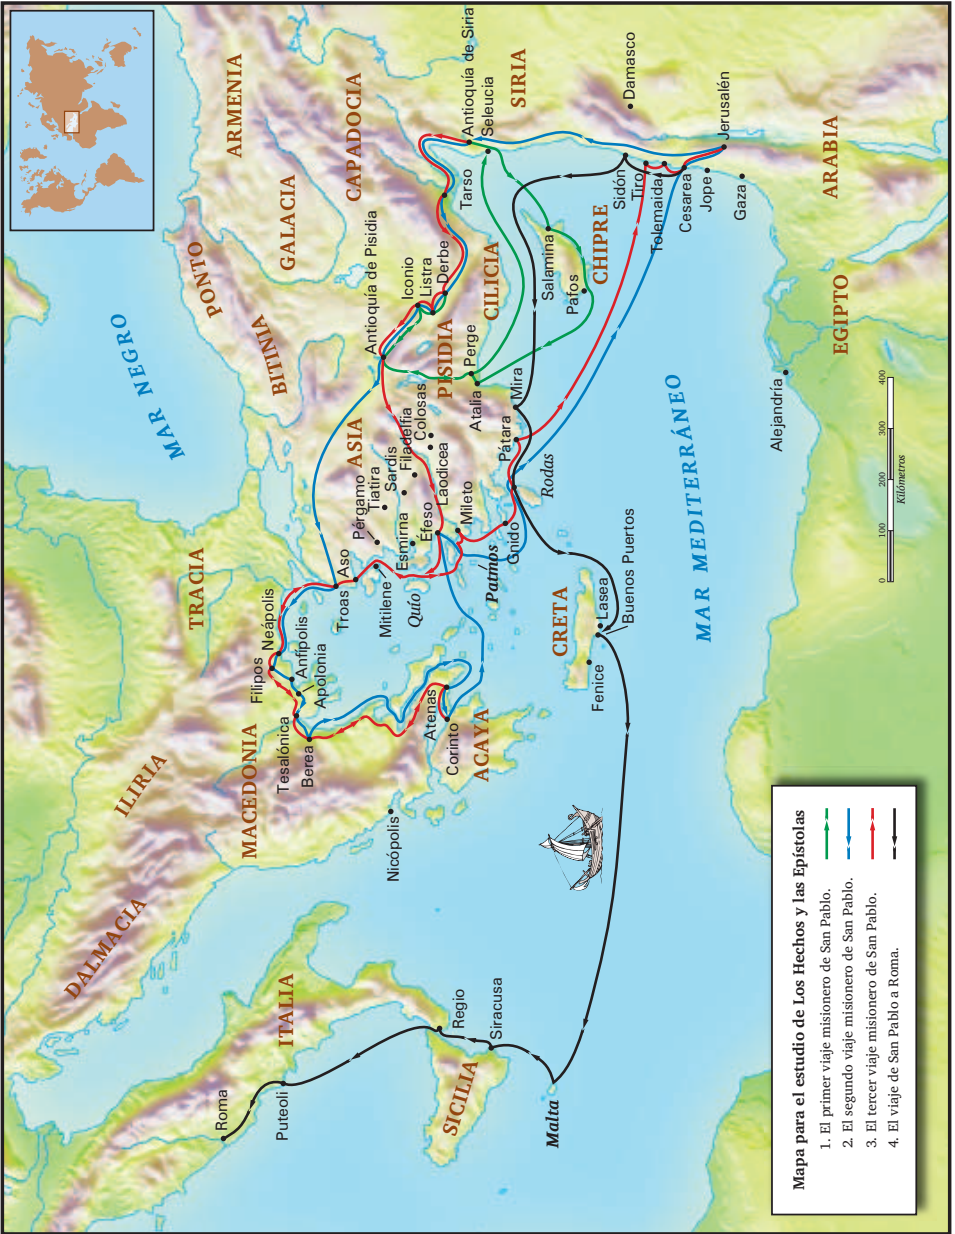 DALMACIA
ILIRIA
MACEDONIA
TRACIA
MAR NEGRO
PONTO
BITINIA
GALACIA
ARMENIA
CAPADOCIA
ITALIA
Roma
Puteoli
Regio
Siracusa
SICILIA
Malta
Nicópolis
Tesalónica
Berea
Filipos
Neápolis
Anfípolis
Apolonia
Atenas
Corinto
ACAYA
Troas
Aso
Mitilene
Quío
ASIA
Pérgamo
Tiatira
Sardis
Filadelfia
Colosas
Esmirna
Éfeso
Laodicea
Mileto
Patmos
Gnido
Rodas
Pátara
Mira
Antioquía de Pisidia
Iconio
Listra
Derbe
PISIDIA
Perge
Atalia
CILICIA
Tarso
Antioquía de Siria
Seleucia
SIRIA
Damasco
CHIPRE
Salamina
Pafos
Sidón
Tiro
Tolemaida
Cesarea
Jope
Jerusalén
Gaza
ARABIA
EGIPTO
Alejandría
CRETA
Fenice
Lasea
Buenos Puertos
MAR MEDITERRÁNEO
0 100 200 300 400
Kilómetros
Mapa para el estudio de Los Hechos y las Epístolas
1. El primer viaje misionero de San Pablo.
2. El segundo viaje misionero de San Pablo.
3. El tercer viaje misionero de San Pablo.
4. El viaje de San Pablo a Roma.